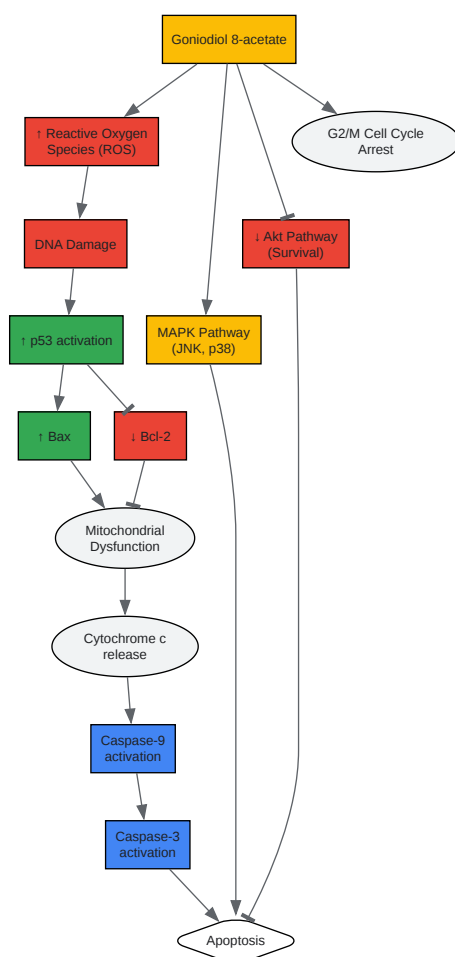 Goniodiol 8-acetate
↑ Reactive Oxygen
Species (ROS)
G2/M Cell Cycle
Arrest
DNA Damage
↓ Akt Pathway
(Survival)
↑ p53 activation
MAPK Pathway
(JNK, p38)
↑ Bax
↓ Bcl-2
Mitochondrial
Dysfunction
Cytochrome c
release
Caspase-9
activation
Caspase-3
activation
Apoptosis